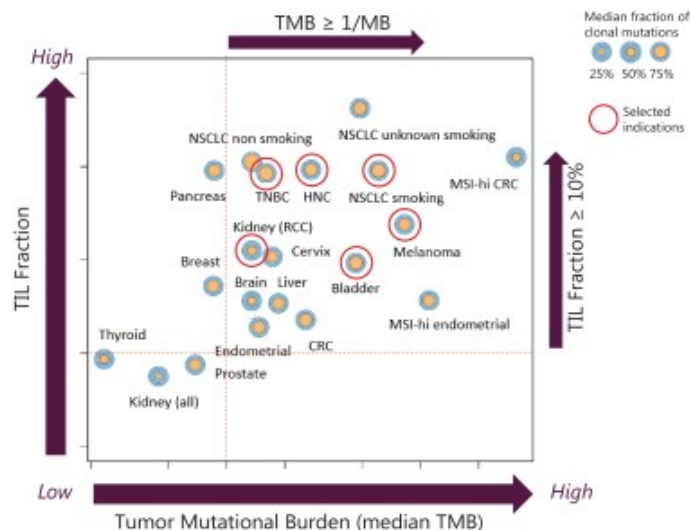 TMB ≥ 1/MB
Median fraction of
clonal mutations
25% 50% 75%
Selected
indications
High
NSCLC non smoking
NSCLC unknown smoking
MSI-hi CRC
Pancreas
TNBC
HNC
NSCLC smoking
Kidney (RCC)
Cervix
Melanoma
Breast
Brain
Liver
Bladder
MSI-hi endometrial
Thyroid
Endometrial
CRC
Prostate
Kidney (all)
TIL Fraction
TIL Fraction ≥ 10%
Low
High
Tumor Mutational Burden (median TMB)